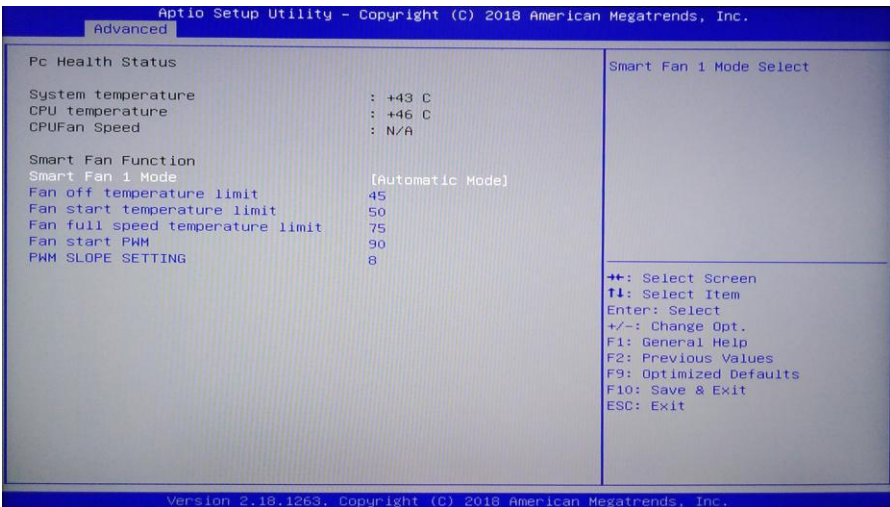 Aptio Setup Utility – Copyright (C) 2018 American Megatrends, Inc.
Advanced
Pc Health Status
Smart Fan 1 Mode Select
System temperature : +43 C
CPU temperature : +46 C
CPUFan Speed : N/A
Smart Fan Function
Smart Fan 1 Mode [Automatic Mode]
Fan off temperature limit 45
Fan start temperature limit 50
Fan full speed temperature limit 75
Fan start PWM 90
PWM SLOPE SETTING 8
→←: Select Screen
↑↓: Select Item
Enter: Select
+/-: Change Opt.
F1: General Help
F2: Previous Values
F9: Optimized Defaults
F10: Save & Exit
ESC: Exit
Version 2.18.1263. Copyright (C) 2018 American Megatrends, Inc.